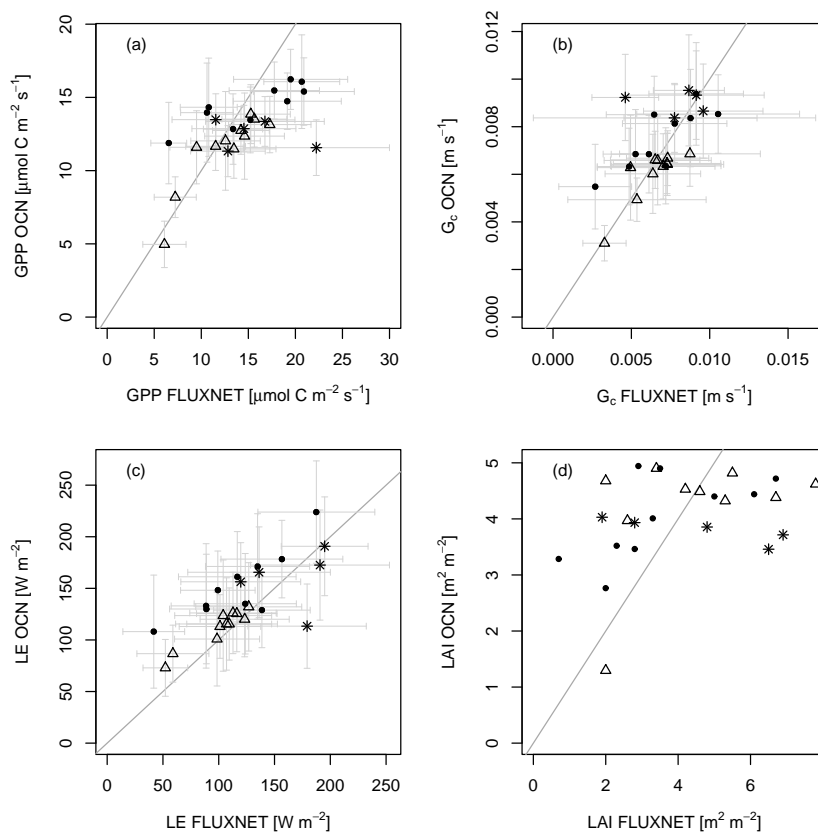 (a)
0 5 10 15 20
GPP OCN [μmol C m⁻² s⁻¹]
0 5 10 15 20 25 30
GPP FLUXNET [μmol C m⁻² s⁻¹]
(b)
0.000 0.004 0.008 0.012
G꜀ OCN [m s⁻¹]
0.000 0.005 0.010 0.015
G꜀ FLUXNET [m s⁻¹]
(c)
0 50 100 150 200 250
LE OCN [W m⁻²]
0 50 100 150 200 250
LE FLUXNET [W m⁻²]
(d)
0 1 2 3 4 5
LAI OCN [m² m⁻²]
0 2 4 6
LAI FLUXNET [m² m⁻²]